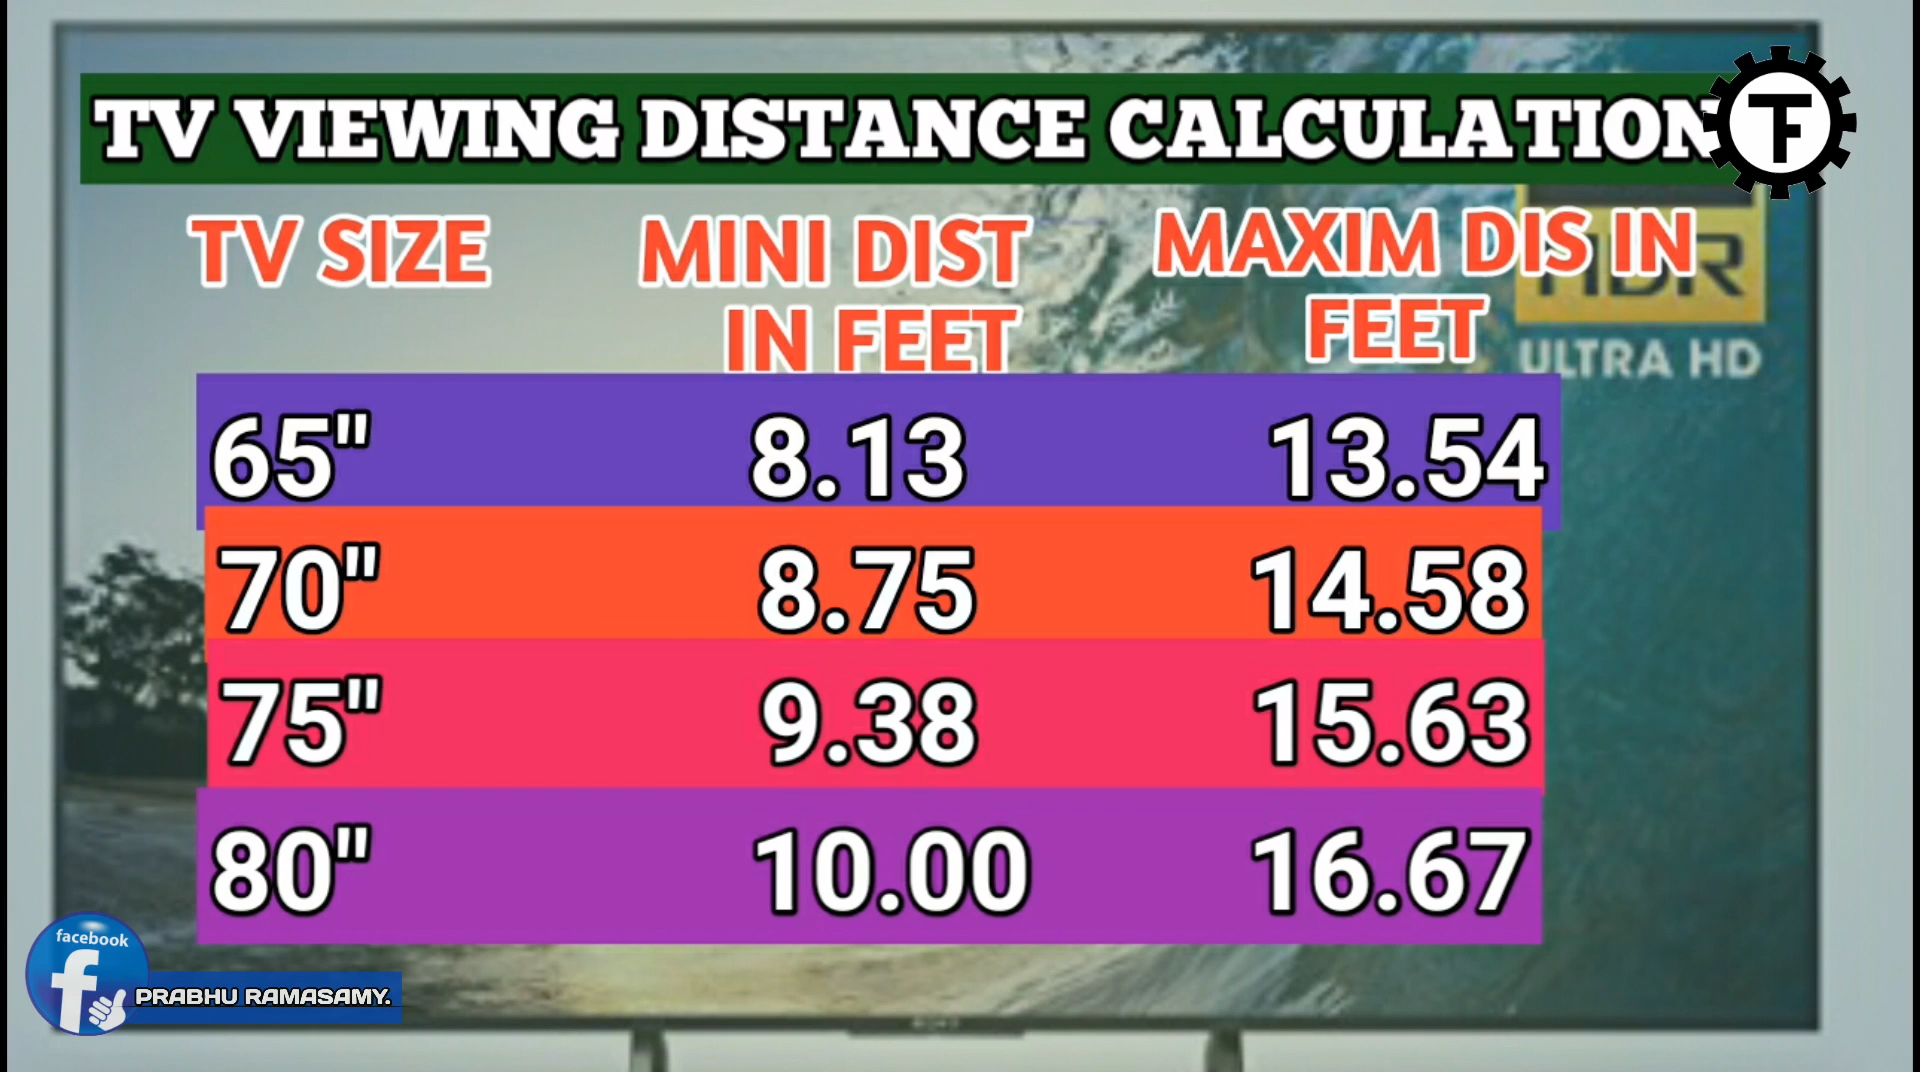 TV VIEWING DISTANCE CALCULATION
TF
TV SIZE
MINI DIST
IN FEET
MAXIM DIS IN
FEET
HDR
ULTRA HD
65" 8.13 13.54
70" 8.75 14.58
75" 9.38 15.63
80" 10.00 16.67
facebook
f
PRABHU RAMASAMY.
SONY